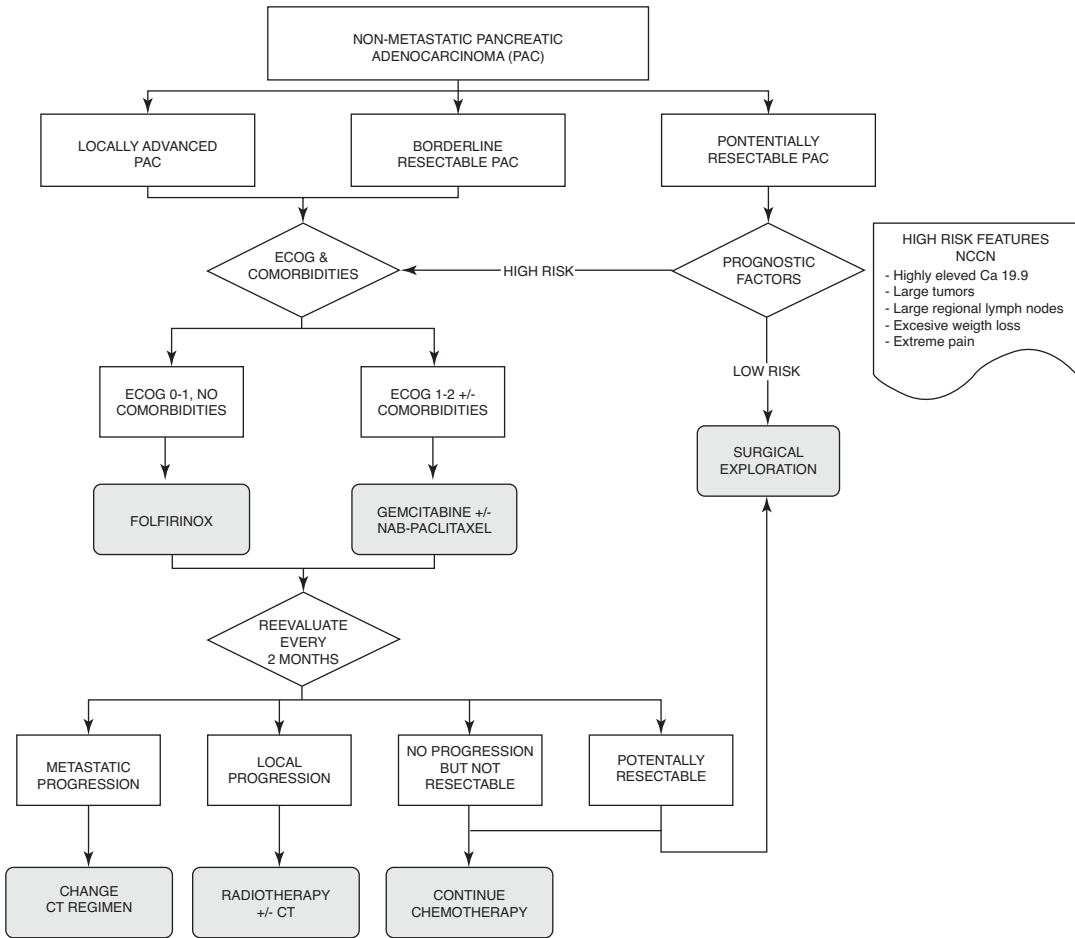 NON-METASTATIC PANCREATIC
ADENOCARCINOMA (PAC)
LOCALLY ADVANCED
PAC
BORDERLINE
RESECTABLE PAC
PONTENTIALLY
RESECTABLE PAC
ECOG &
COMORBIDITIES
HIGH RISK
PROGNOSTIC
FACTORS
HIGH RISK FEATURES
NCCN
- Highly eleved Ca 19.9
- Large tumors
- Large regional lymph nodes
- Excesive weigth loss
- Extreme pain
LOW RISK
ECOG 0-1, NO
COMORBIDITIES
ECOG 1-2 +/-
COMORBIDITIES
SURGICAL
EXPLORATION
FOLFIRINOX
GEMCITABINE +/-
NAB-PACLITAXEL
REEVALUATE
EVERY
2 MONTHS
METASTATIC
PROGRESSION
LOCAL
PROGRESSION
NO PROGRESSION
BUT NOT
RESECTABLE
POTENTALLY
RESECTABLE
CHANGE
CT REGIMEN
RADIOTHERAPY
+/- CT
CONTINUE
CHEMOTHERAPY